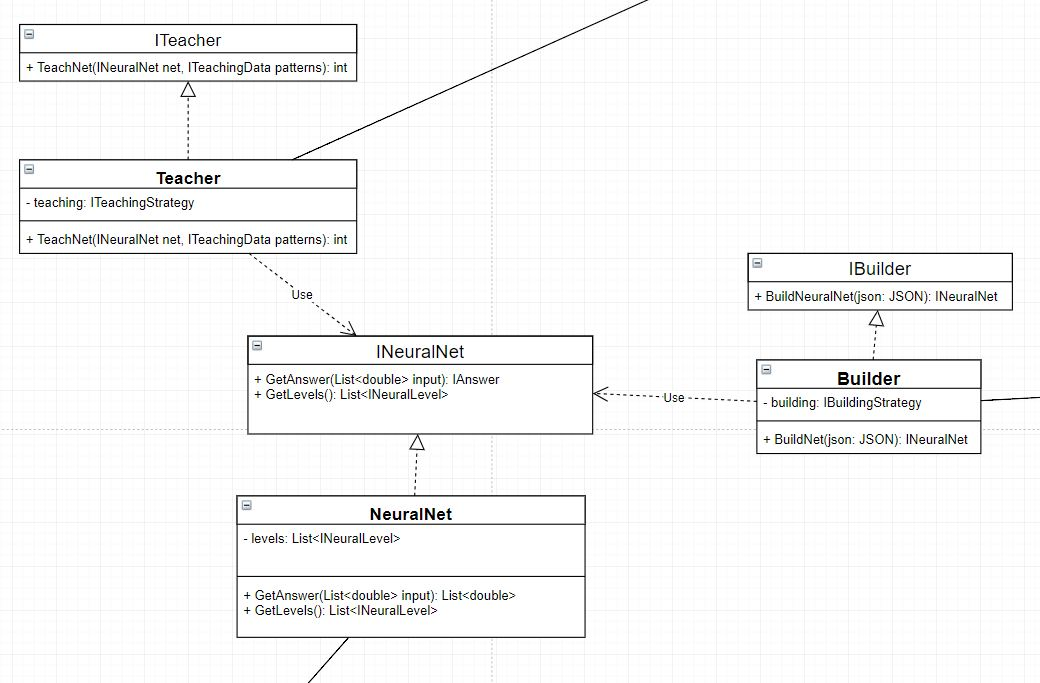 ITeacher
+ TeachNet(INeuralNet net, ITeachingData patterns): int
Teacher
- teaching: ITeachingStrategy
+ TeachNet(INeuralNet net, ITeachingData patterns): int
Use
IBuilder
+ BuildNeuralNet(json: JSON): INeuralNet
INeuralNet
+ GetAnswer(List<double> input): IAnswer
+ GetLevels(): List<INeuralLevel>
Use
Builder
- building: IBuildingStrategy
+ BuildNet(json: JSON): INeuralNet
NeuralNet
- levels: List<INeuralLevel>
+ GetAnswer(List<double> input): List<double>
+ GetLevels(): List<INeuralLevel>